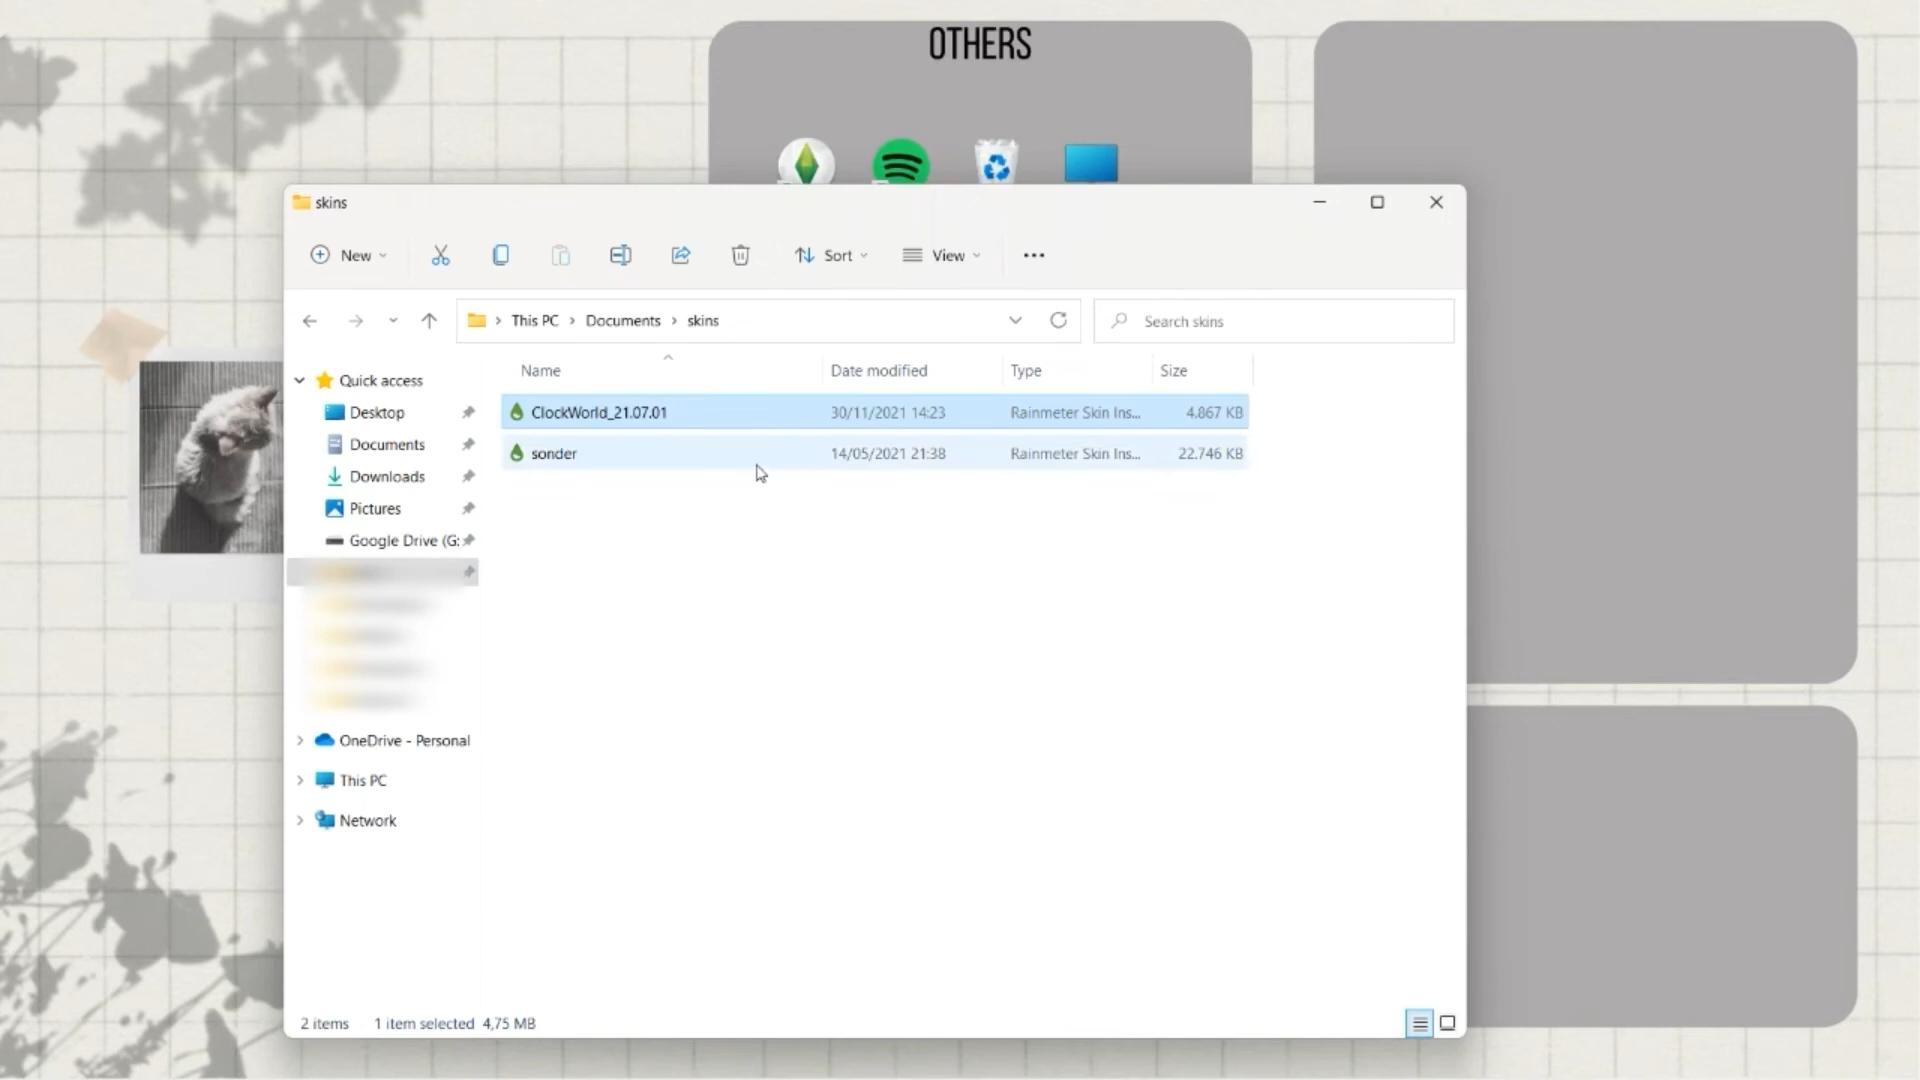 OTHERS
skins
New
Sort
View
This PC
Documents
skins
Search skins
Name
Date modified
Type
Size
Quick access
Desktop
Documents
Downloads
Pictures
Google Drive (G:
ClockWorld_21.07.01 30/11/2021 14:23 Rainmeter Skin Ins... 4.867 KB
sonder 14/05/2021 21:38 Rainmeter Skin Ins... 22.746 KB
OneDrive - Personal
This PC
Network
2 items 1 item selected 4,75 MB